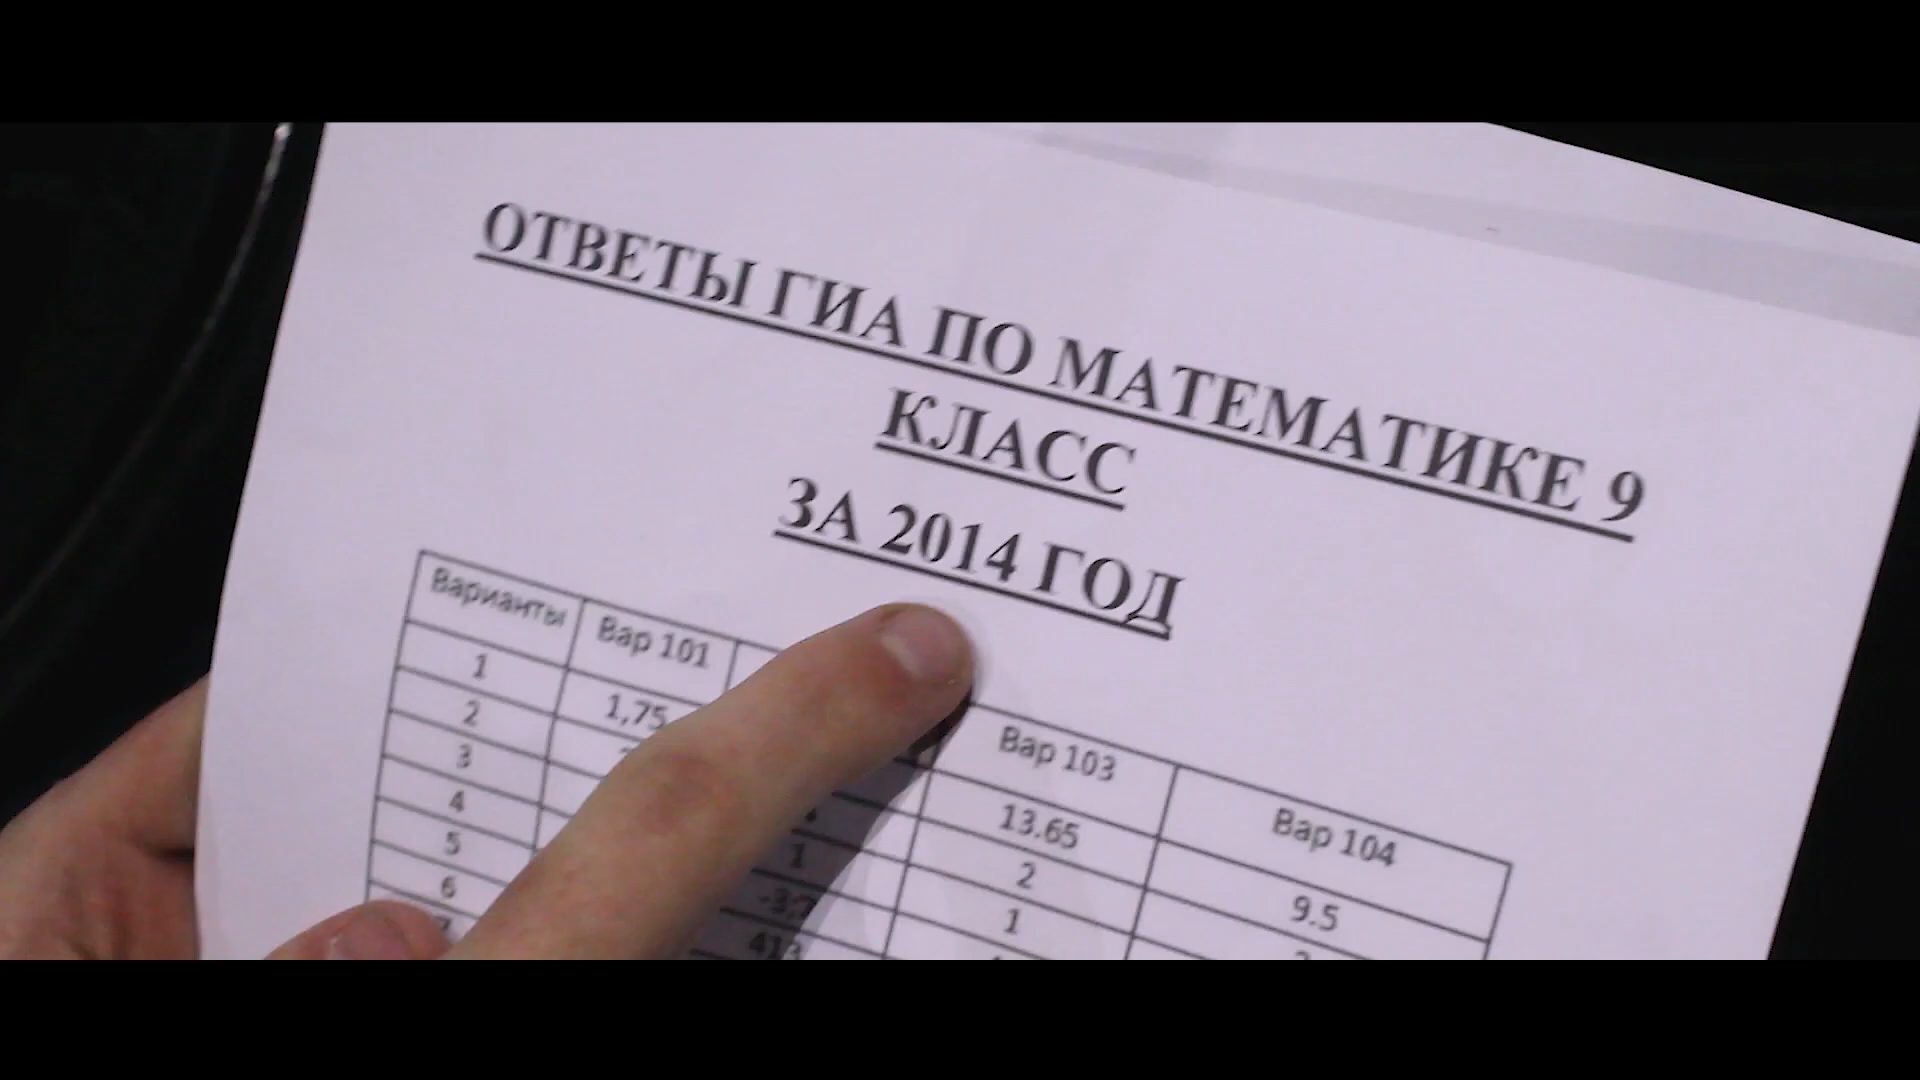 ОТВЕТЫ ГИА ПО МАТЕМАТИКЕ 9
КЛАСС
ЗА 2014 ГОД
Варианты Вар 101 Вар 103 Вар 104
1 1,75 13.65 9.5
2 2
3 1 1
4
5
6